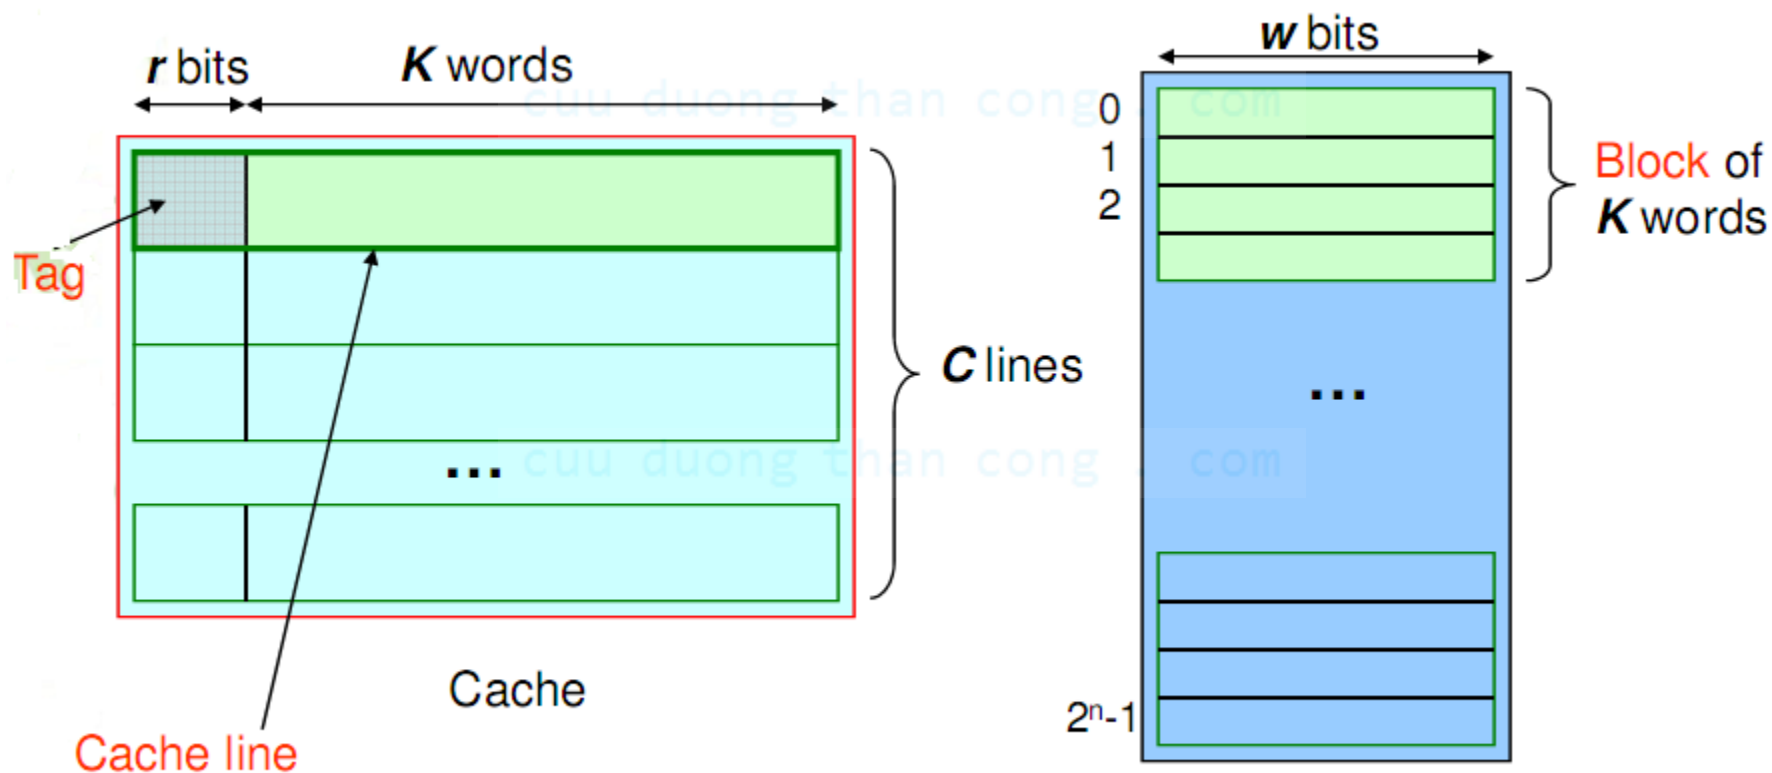 r bits
K words
w bits
cuu duong than cong . com
0
1
2
Block of
K words
Tag
C lines
...
...
cuu duong than cong . com
Cache
2ⁿ-1
Cache line